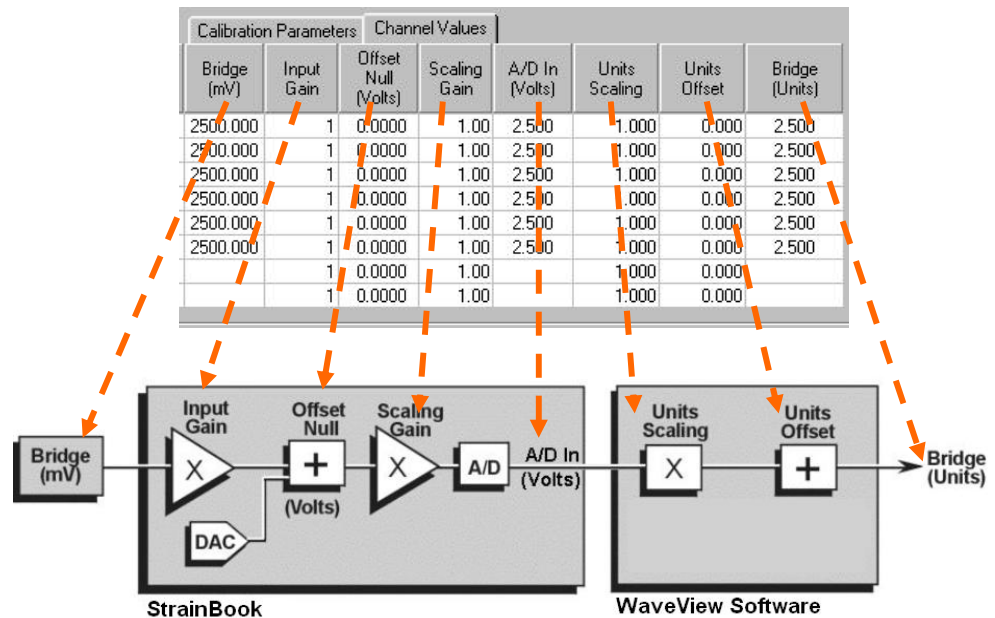 Calibration Parameters Channel Values
Bridge (mV) Input Gain Offset Null (Volts) Scaling Gain A/D In (Volts) Units Scaling Units Offset Bridge (Units)
2500.000 1 0.0000 1.00 2.500 1.000 0.000 2.500
2500.000 1 0.0000 1.00 2.500 1.000 0.000 2.500
2500.000 1 0.0000 1.00 2.500 1.000 0.000 2.500
2500.000 1 0.0000 1.00 2.500 1.000 0.000 2.500
2500.000 1 0.0000 1.00 2.500 1.000 0.000 2.500
2500.000 1 0.0000 1.00 2.500 1.000 0.000 2.500
1 0.0000 1.00 1.000 0.000
1 0.0000 1.00 1.000 0.000
Bridge
(mV)
Input
Gain
X
Offset
Null
+
(Volts)
DAC
Scaling
Gain
X
A/D
A/D In
(Volts)
Units
Scaling
X
Units
Offset
+
Bridge
(Units)
StrainBook
WaveView Software